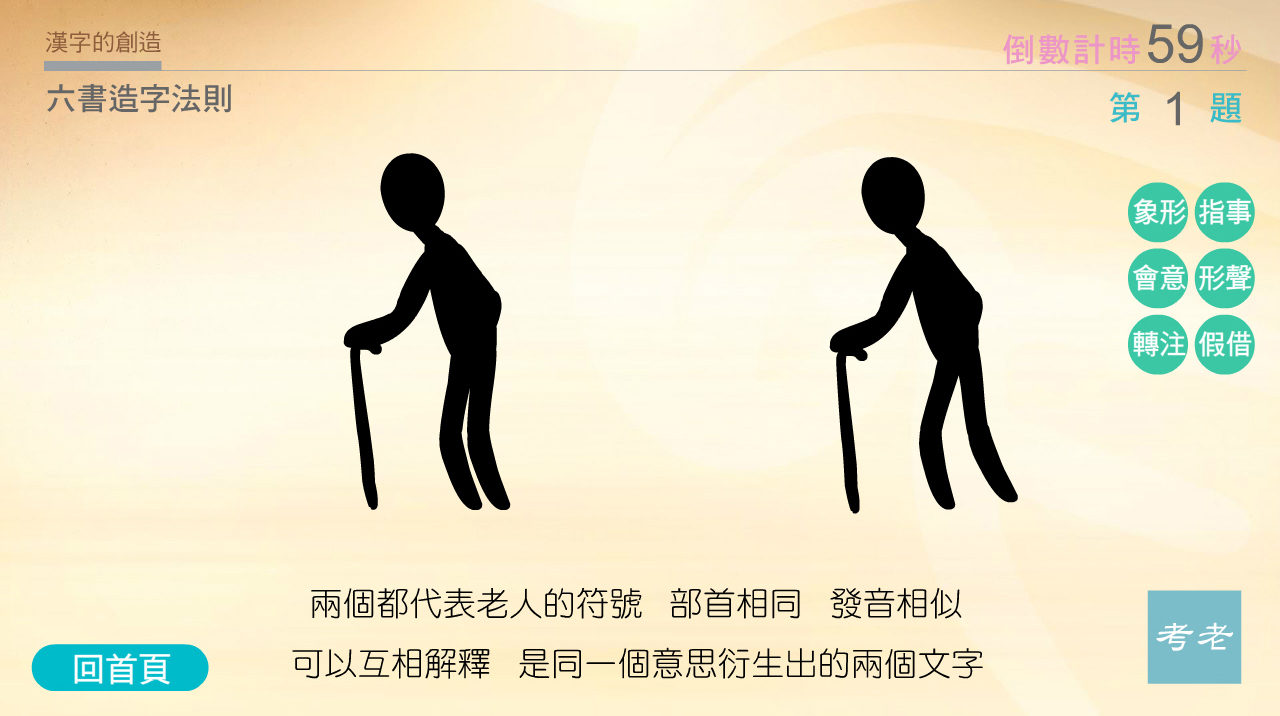 漢字的創造
倒數計時59秒
六書造字法則
第 1 題
象形 指事
會意 形聲
轉注 假借
兩個都代表老人的符號 部首相同 發音相似
可以互相解釋 是同一個意思衍生出的兩個文字
考老
回首頁